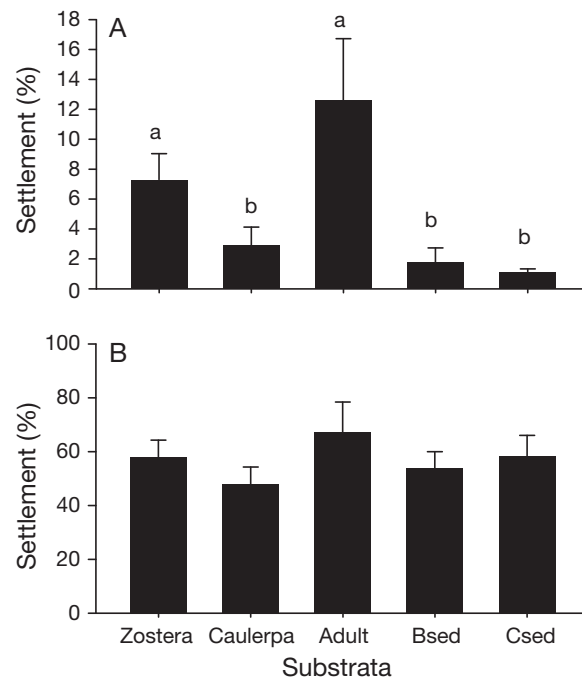 A
Settlement (%)
18
16
14
12
10
8
6
4
2
0
a
b
a
b
b
B
Settlement (%)
100
80
60
40
20
0
Zostera Caulerpa Adult Bsed Csed
Substrata